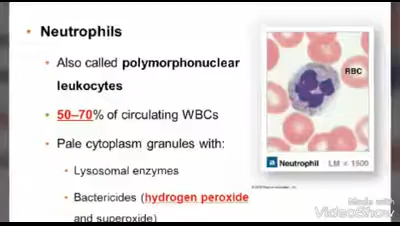 Neutrophils
Also called polymorphonuclear
leukocytes
50–70% of circulating WBCs
Pale cytoplasm granules with:
Lysosomal enzymes
Bactericides (hydrogen peroxide
and superoxide)
RBC
a Neutrophil LM × 1500
Made with
VideoShow